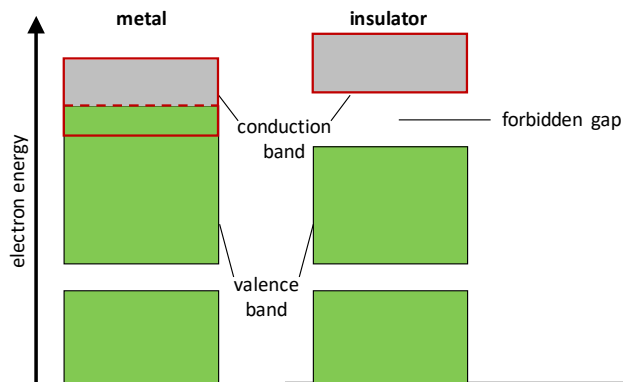 metal
insulator
conduction
band
forbidden gap
electron energy
valence
band